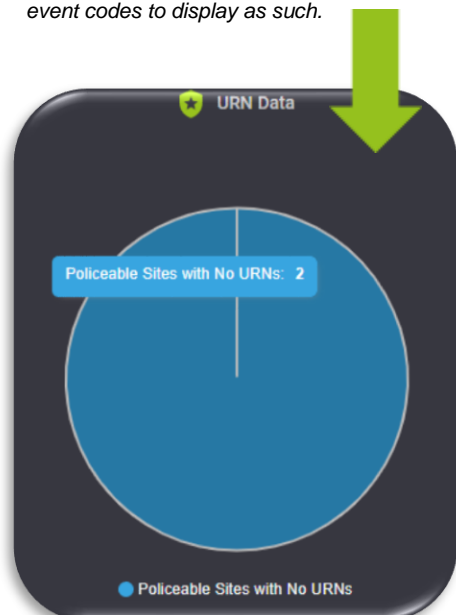 event codes to display as such.
URN Data
Policeable Sites with No URNs: 2
Policeable Sites with No URNs